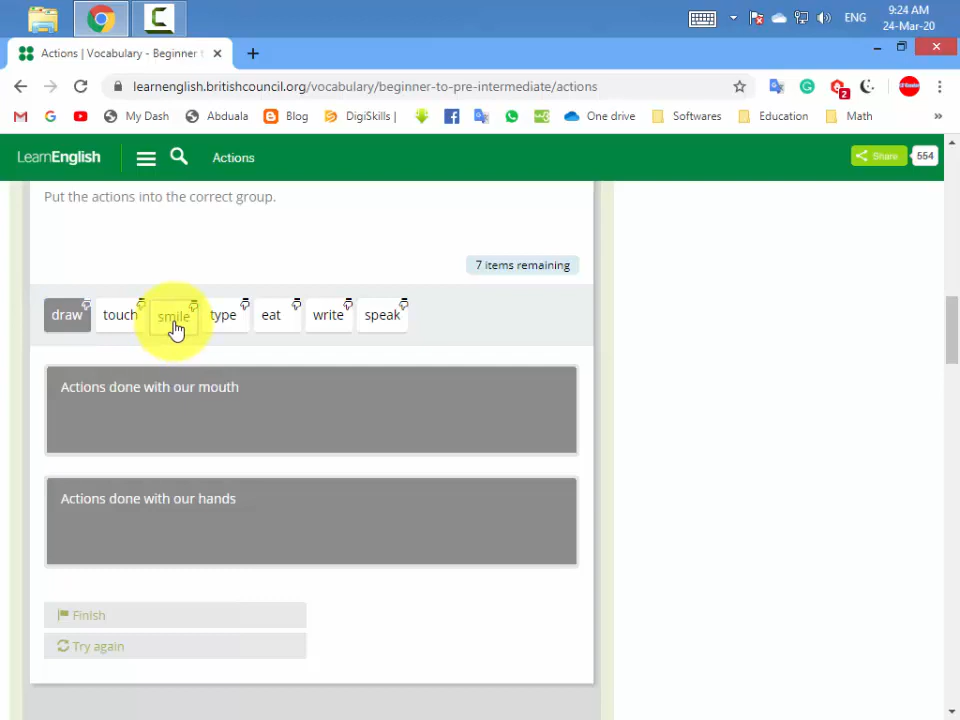 9:24 AM
ENG
24-Mar-20
Actions | Vocabulary - Beginner t
learnenglish.britishcouncil.org/vocabulary/beginner-to-pre-intermediate/actions
2
My Dash
Abduala
Blog
DigiSkills |
One drive
Softwares
Education
Math
»
LearnEnglish
Actions
Share
554
Put the actions into the correct group.
7 items remaining
draw
touch
smile
type
eat
write
speak
Actions done with our mouth
Actions done with our hands
Finish
Try again